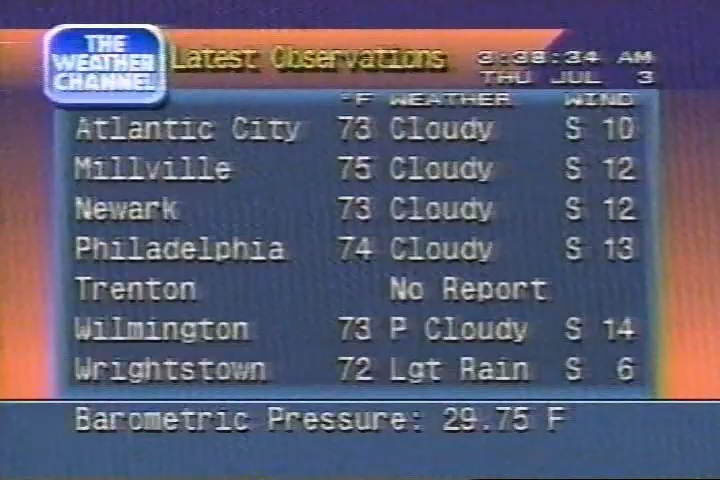 THE
WEATHER
CHANNEL
Latest Observations 3:38:34 AM
THU JUL 3
°F WEATHER WIND
Atlantic City 73 Cloudy S 10
Millville 75 Cloudy S 12
Newark 73 Cloudy S 12
Philadelphia 74 Cloudy S 13
Trenton No Report
Wilmington 73 P Cloudy S 14
Wrightstown 72 Lgt Rain S 6
Barometric Pressure: 29.75 F